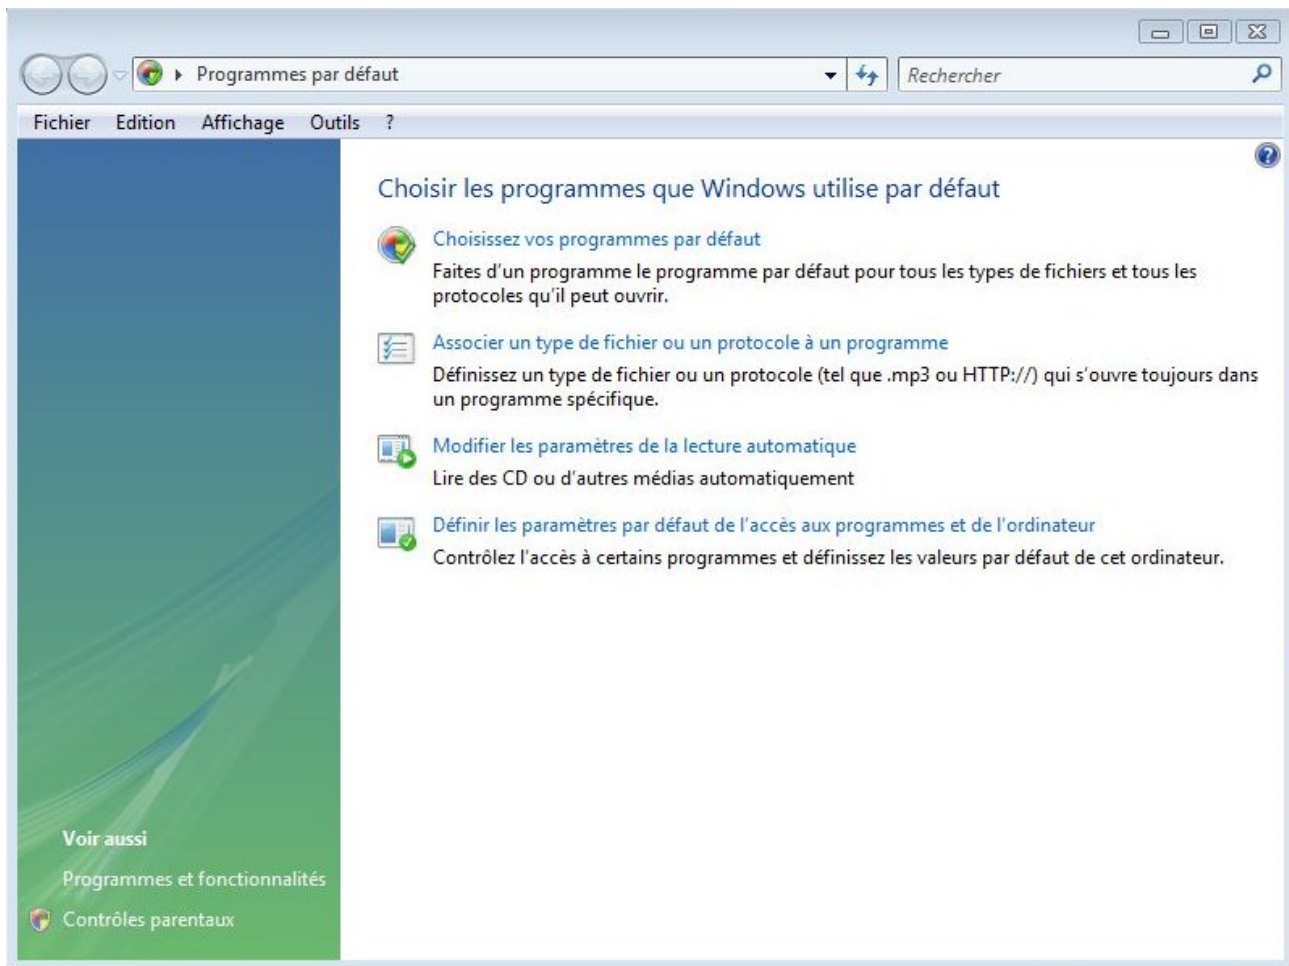 Programmes par défaut
Rechercher
Fichier Edition Affichage Outils ?
Choisir les programmes que Windows utilise par défaut
Choisissez vos programmes par défaut
Faites d'un programme le programme par défaut pour tous les types de fichiers et tous les
protocoles qu'il peut ouvrir.
Associer un type de fichier ou un protocole à un programme
Définissez un type de fichier ou un protocole (tel que .mp3 ou HTTP://) qui s'ouvre toujours dans
un programme spécifique.
Modifier les paramètres de la lecture automatique
Lire des CD ou d'autres médias automatiquement
Définir les paramètres par défaut de l'accès aux programmes et de l'ordinateur
Contrôlez l'accès à certains programmes et définissez les valeurs par défaut de cet ordinateur.
Voir aussi
Programmes et fonctionnalités
Contrôles parentaux